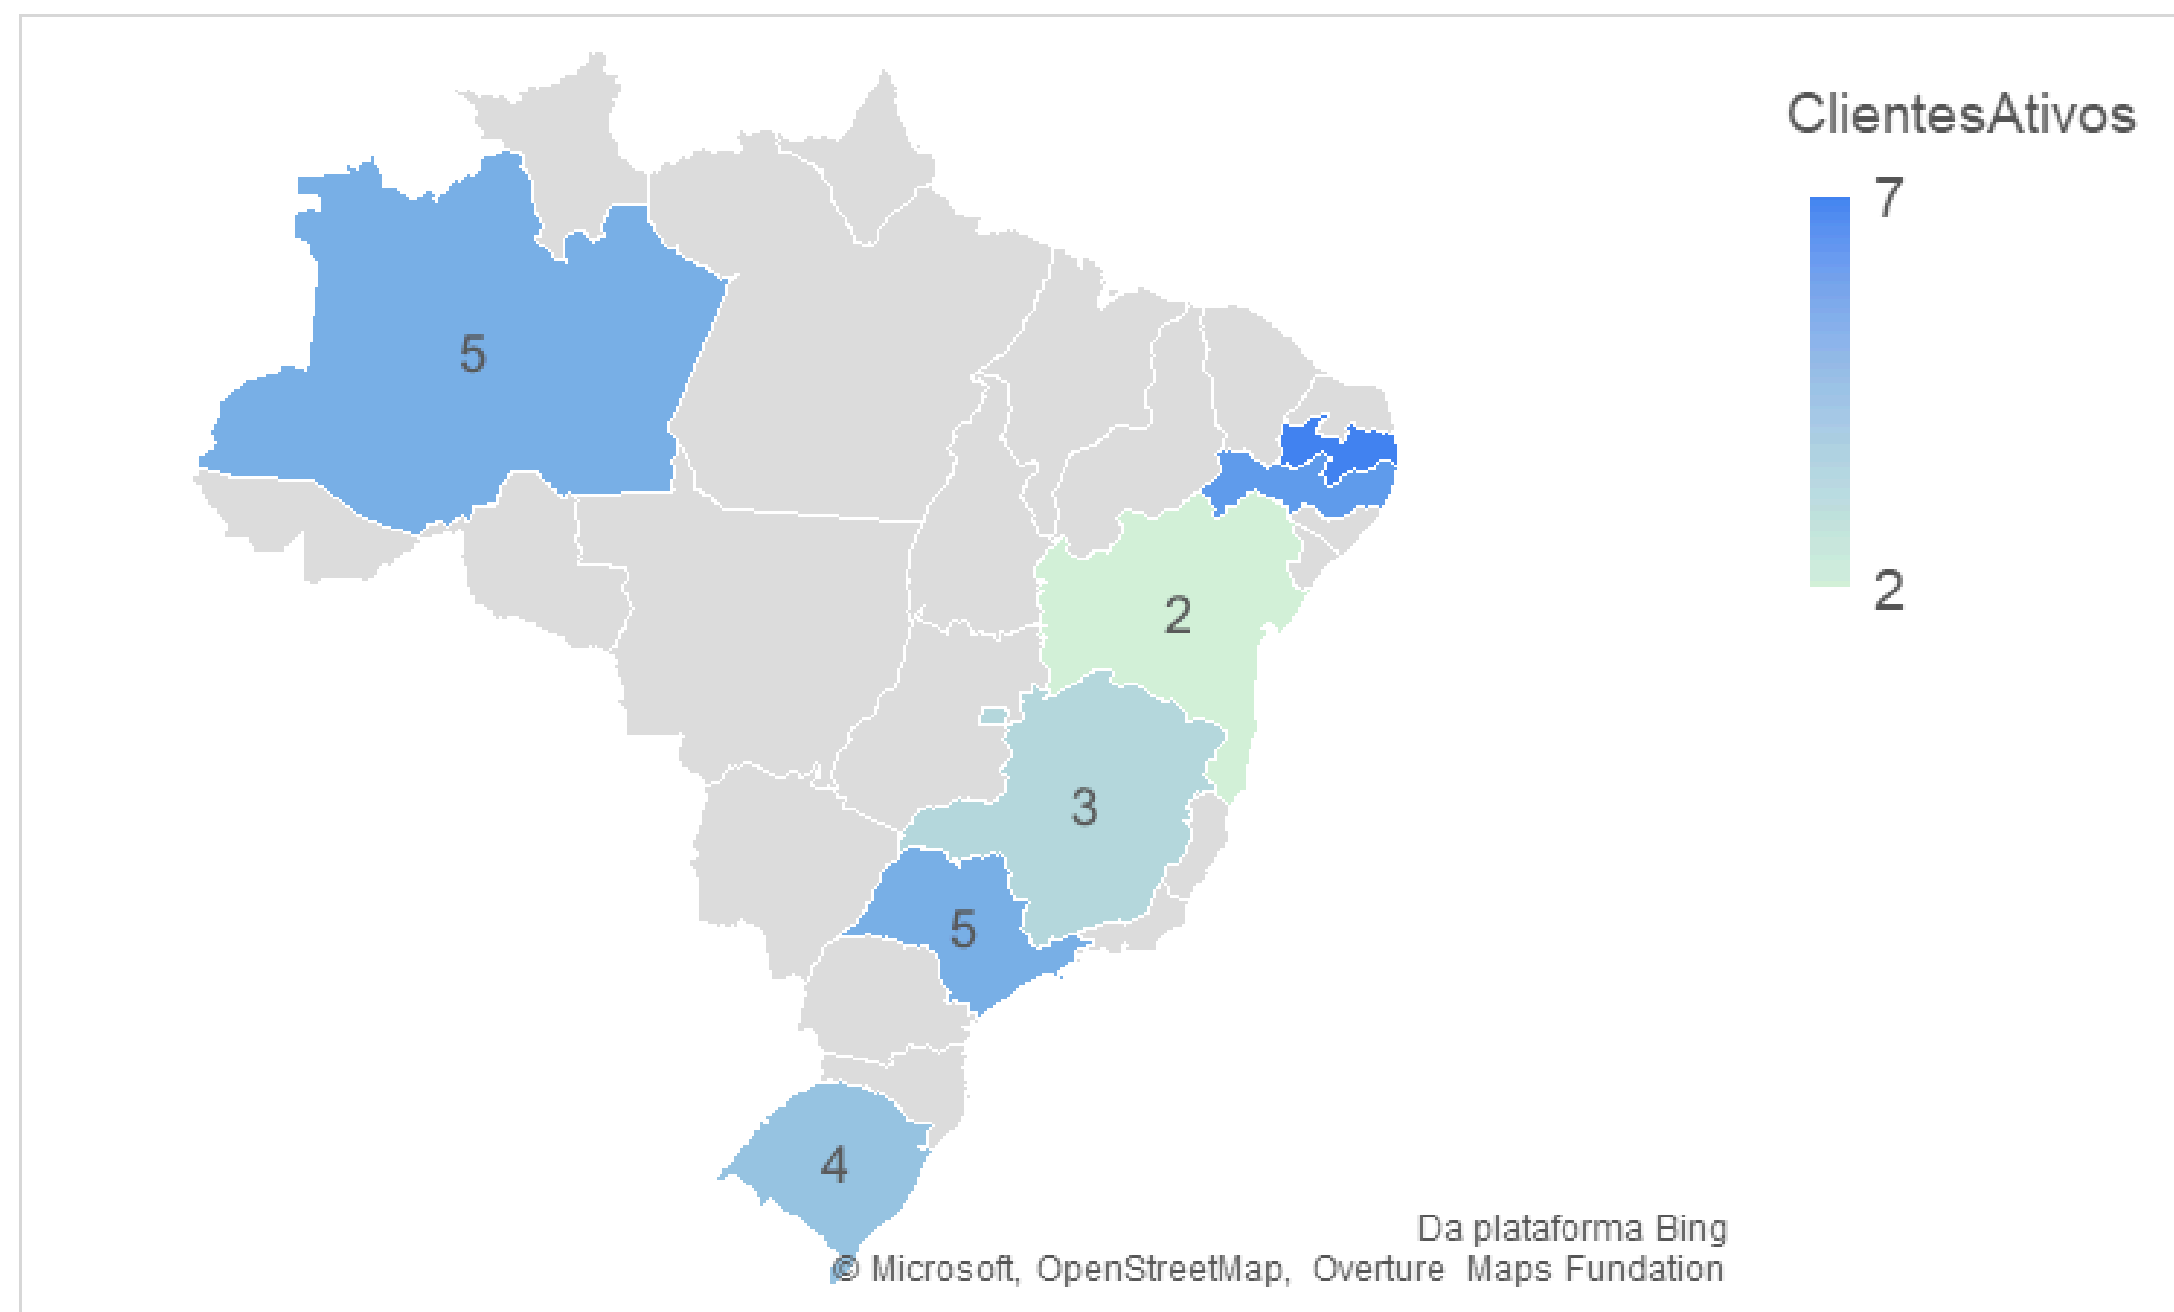 ClientesAtivos
7
2
5
2
3
5
4
Da plataforma Bing
© Microsoft, OpenStreetMap, Overture Maps Fundation